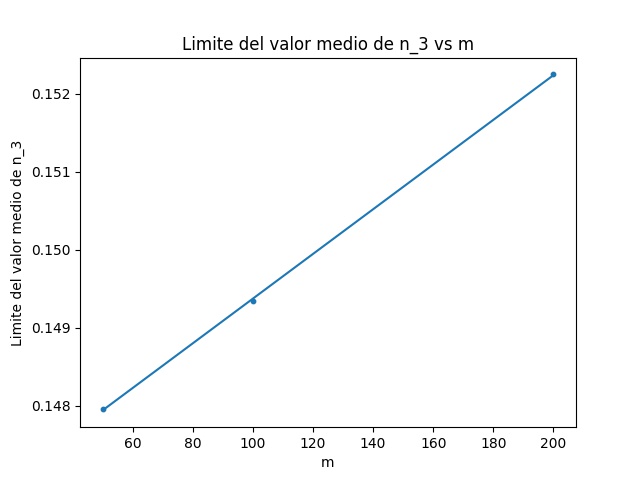 Limite del valor medio de n_3 vs m
Limite del valor medio de n_3
0.152
0.151
0.150
0.149
0.148
60 80 100 120 140 160 180 200
m